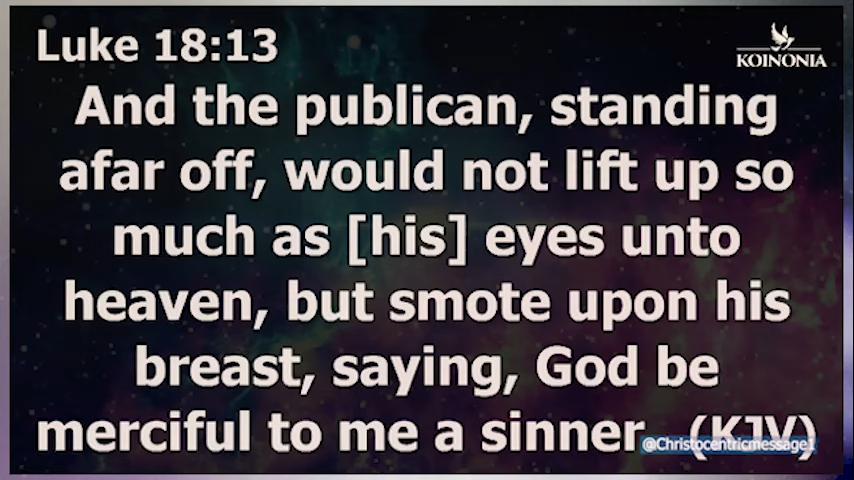 Luke 18:13
KOINONIA
And the publican, standing
afar off, would not lift up so
much as [his] eyes unto
heaven, but smote upon his
breast, saying, God be
merciful to me a sinner. (KJV)
@Christocentricmessage1